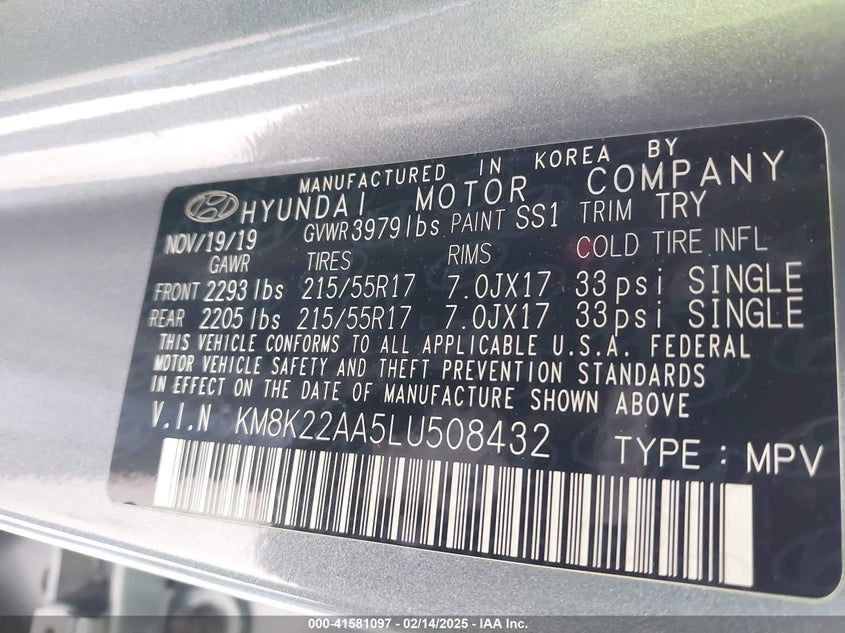 MANUFACTURED IN KOREA BY
HYUNDAI MOTOR COMPANY
NOV/19/19 GVWR 3979lbs PAINT SS1 TRIM TRY
GAWR TIRES RIMS COLD TIRE INFL
FRONT 2293 lbs 215/55R17 7.0JX17 33psi SINGLE
REAR 2205 lbs 215/55R17 7.0JX17 33psi SINGLE
THIS VEHICLE CONFORMS TO ALL APPLICABLE U.S.A. FEDERAL
MOTOR VEHICLE SAFETY AND THEFT PREVENTION STANDARDS
IN EFFECT ON THE DATE OF MANUFACTURE SHOWN ABOVE
V.I.N KM8K22AA5LU508432 TYPE : MPV
000-41581097 - 02/14/2025 - IAA Inc.